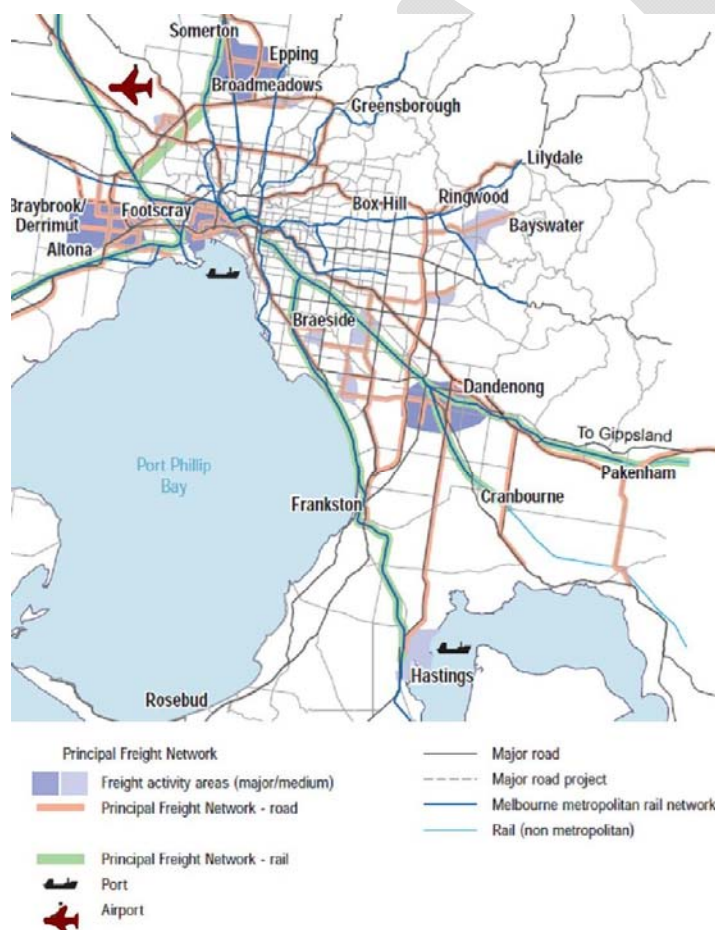 Somerton
Epping
Broadmeadows
Greensborough
Lilydale
Ringwood
Box Hill
Bayswater
Braybrook/
Derrimut
Footscray
Altona
Braeside
Dandenong
To Gippsland
Pakenham
Port Phillip
Bay
Cranbourne
Frankston
Hastings
Rosebud
Principal Freight Network
Freight activity areas (major/medium)
Principal Freight Network - road
Principal Freight Network - rail
Port
Airport
Major road
Major road project
Melbourne metropolitan rail network
Rail (non metropolitan)